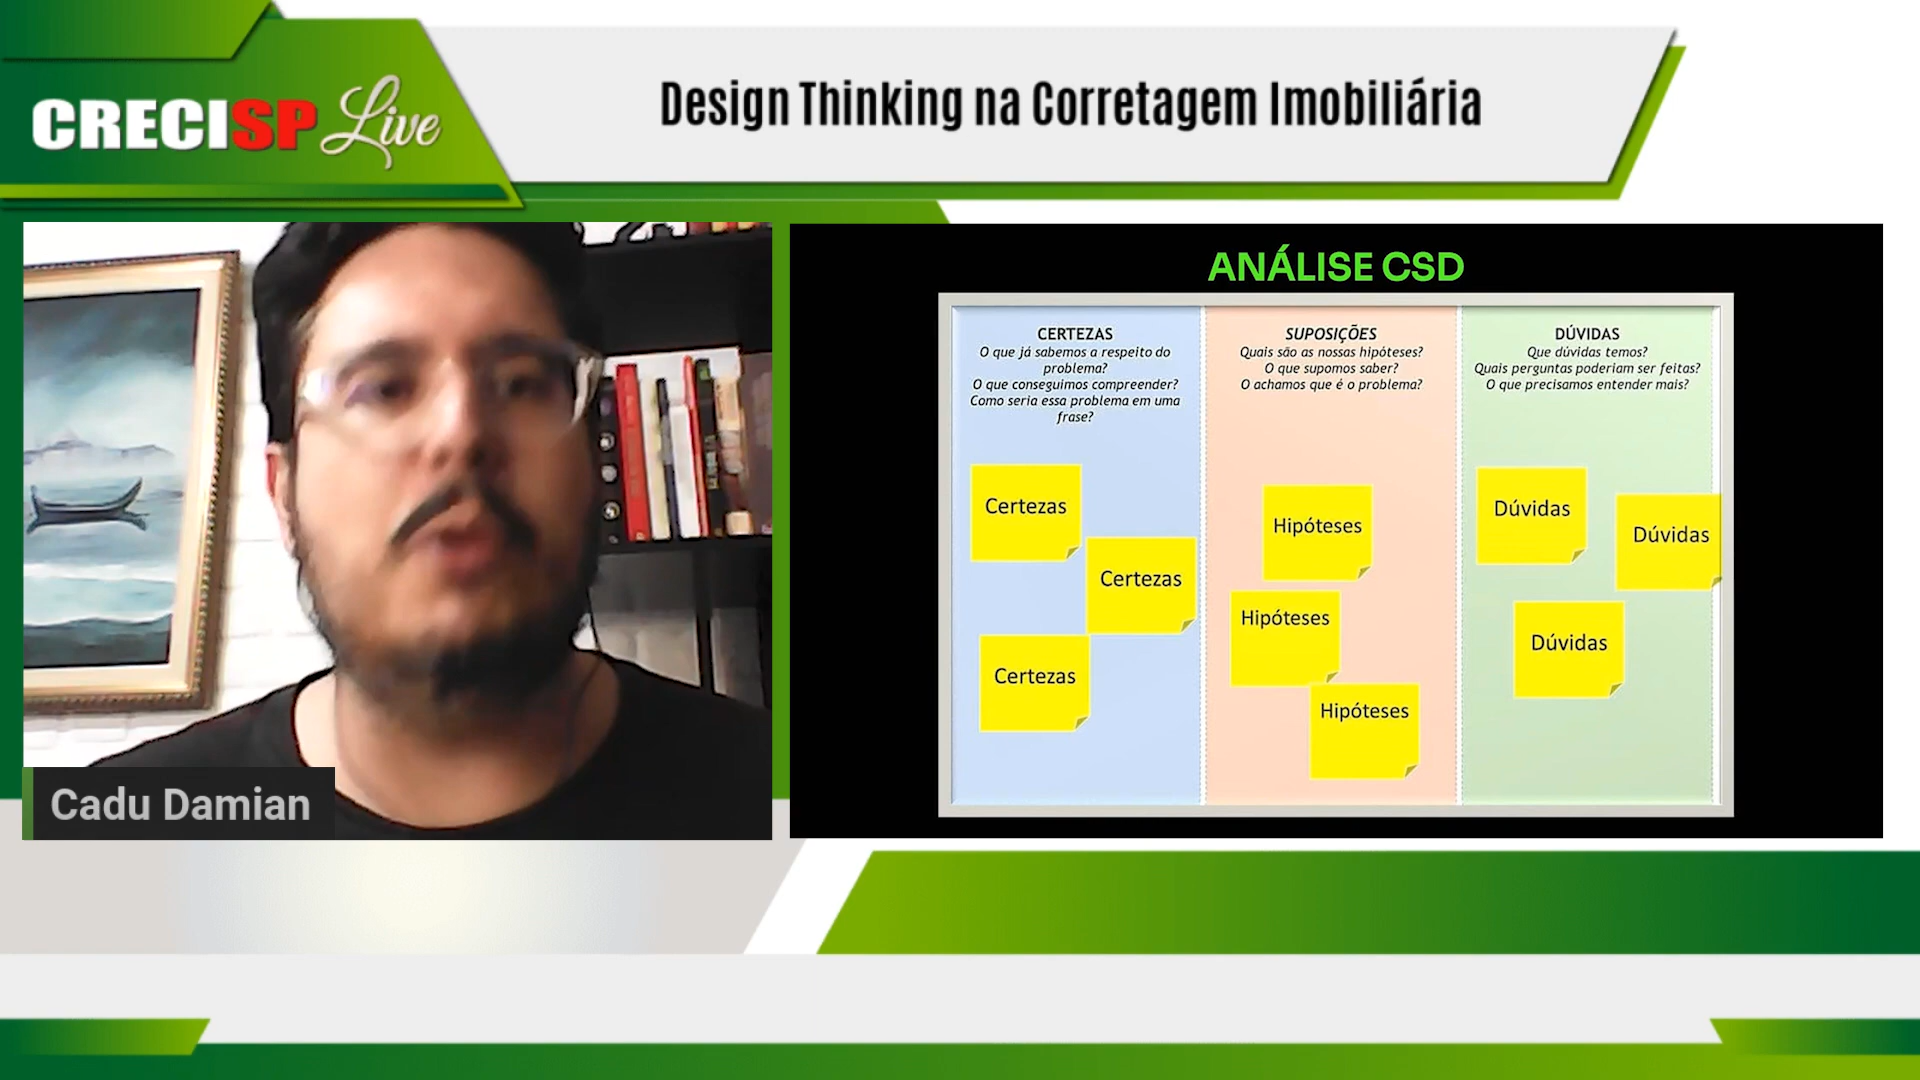 CRECISP Live
Design Thinking na Corretagem Imobiliária
Cadu Damian
ANÁLISE CSD
CERTEZAS
O que já sabemos a respeito do
problema?
O que conseguimos compreender?
Como seria essa problema em uma
frase?
Certezas
Certezas
Certezas
SUPOSIÇÕES
Quais são as nossas hipóteses?
O que supomos saber?
O achamos que é o problema?
Hipóteses
Hipóteses
Hipóteses
DÚVIDAS
Que dúvidas temos?
Quais perguntas poderiam ser feitas?
O que precisamos entender mais?
Dúvidas
Dúvidas
Dúvidas